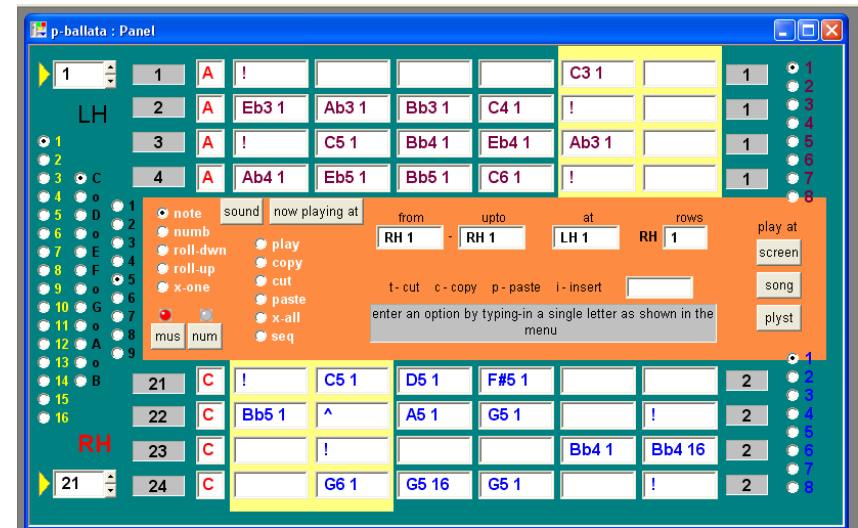 p-ballata : Panel
1 1 A ! C3 1 1
LH 2 A Eb3 1 Ab3 1 Bb3 1 C4 1 ! 1
3 A ! C5 1 Bb4 1 Eb4 1 Ab3 1 1
4 A Ab4 1 Eb5 1 Bb5 1 C6 1 ! 1
1
2
3
4
5
6
7
8
1
2
3
4
5
6
7
8
9
10
11
12
13
14
15
16
C
o
D
o
E
F
o
G
o
A
o
B
1
2
3
4
5
6
7
8
9
note
numb
roll-dwn
roll-up
x-one
mus num
sound now playing at
play
copy
cut
paste
x-all
seq
from upto at rows
RH 1 - RH 1 LH 1 RH 1
t - cut c - copy p - paste i - insert
enter an option by typing-in a single letter as shown in the
menu
play at
screen
song
plyst
21 C ! C5 1 D5 1 F#5 1 2
22 C Bb5 1 ^ A5 1 G5 1 ! 2
RH 23 C ! Bb4 1 Bb4 16 2
21 24 C G6 1 G5 16 G5 1 ! 2
1
2
3
4
5
6
7
8